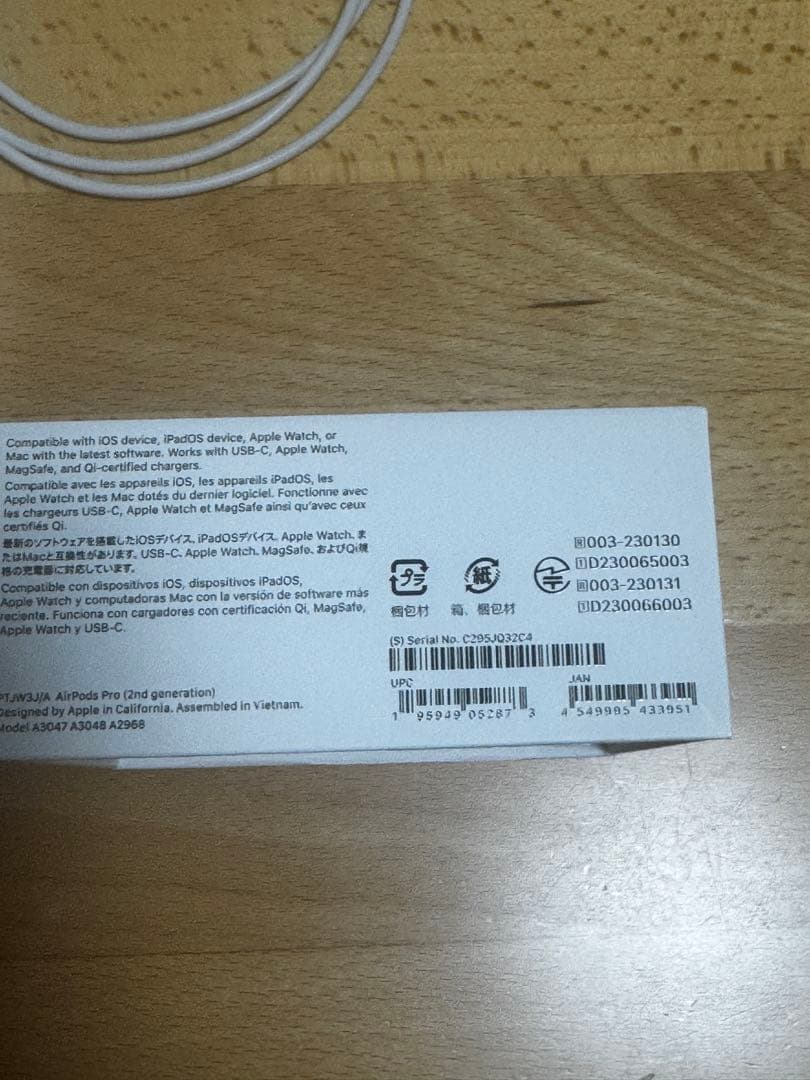 Compatible with iOS device, iPadOS device, Apple Watch, or
Mac with the latest software. Works with USB-C, Apple Watch,
MagSafe, and Qi-certified chargers.
Compatible avec les appareils iOS, les appareils iPadOS, les
Apple Watch et les Mac dotés du dernier logiciel. Fonctionne avec
les chargeurs USB-C, Apple Watch et MagSafe ainsi qu'avec ceux
certifiés Qi.
最新のソフトウェアを搭載したiOSデバイス、iPadOSデバイス、Apple Watch、ま
たはMacと互換性があります。USB-C、Apple Watch、MagSafe、およびQi規
格の充電器に対応しています。
Compatible con dispositivos iOS, dispositivos iPadOS,
Apple Watch y computadoras Mac con la versión de software más
reciente. Funciona con cargadores con certificación Qi, MagSafe,
Apple Watch y USB-C.
PTJW3J/A AirPods Pro (2nd generation)
Designed by Apple in California. Assembled in Vietnam.
Model A3047 A3048 A2968
プラ
梱包材
紙
箱、梱包材
R 003-230130
T D230065003
R 003-230131
T D230066003
(S) Serial No. C295JQ32C4
UPC
1 95949 05287 3
JAN
4 549995 433951